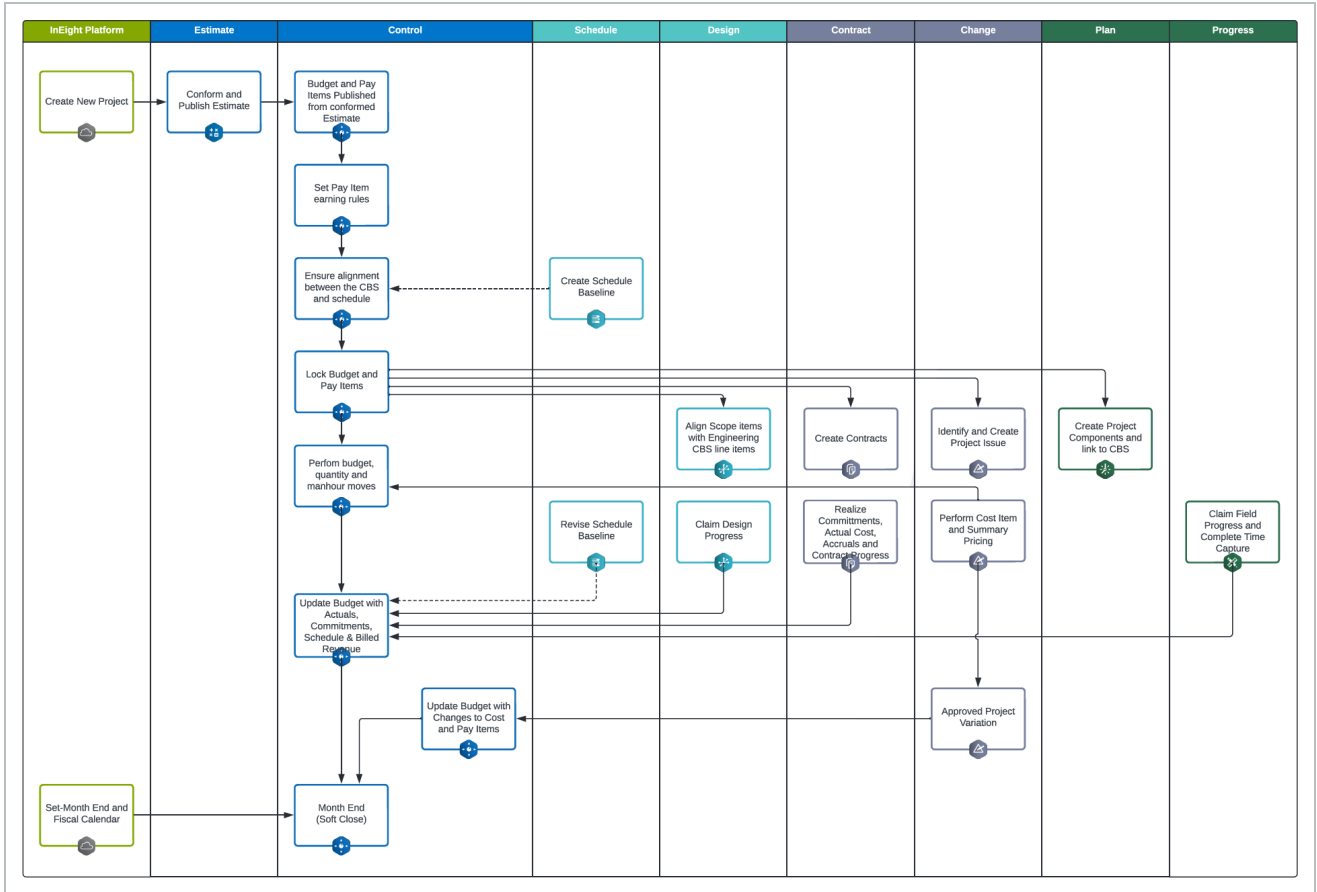 InEight Platform
Estimate
Control
Schedule
Design
Contract
Change
Plan
Progress
Create New Project
Conform and
Publish Estimate
Budget and Pay
Items Published
from conformed
Estimate
Set Pay Item
earning rules
Ensure alignment
between the CBS
and schedule
Create Schedule
Baseline
Lock Budget and
Pay Items
Align Scope items
with Engineering
CBS line items
Create Contracts
Identify and Create
Project Issue
Create Project
Components and
link to CBS
Perfom budget,
quantity and
manhour moves
Revise Schedule
Baseline
Claim Design
Progress
Realize
Committments,
Actual Cost,
Accruals and
Contract Progress
Perform Cost Item
and Summary
Pricing
Claim Field
Progress and
Complete Time
Capture
Update Budget with
Actuals,
Commitments,
Schedule & Billed
Revenue
Update Budget with
Changes to Cost
and Pay Items
Approved Project
Variation
Set-Month End and
Fiscal Calendar
Month End
(Soft Close)